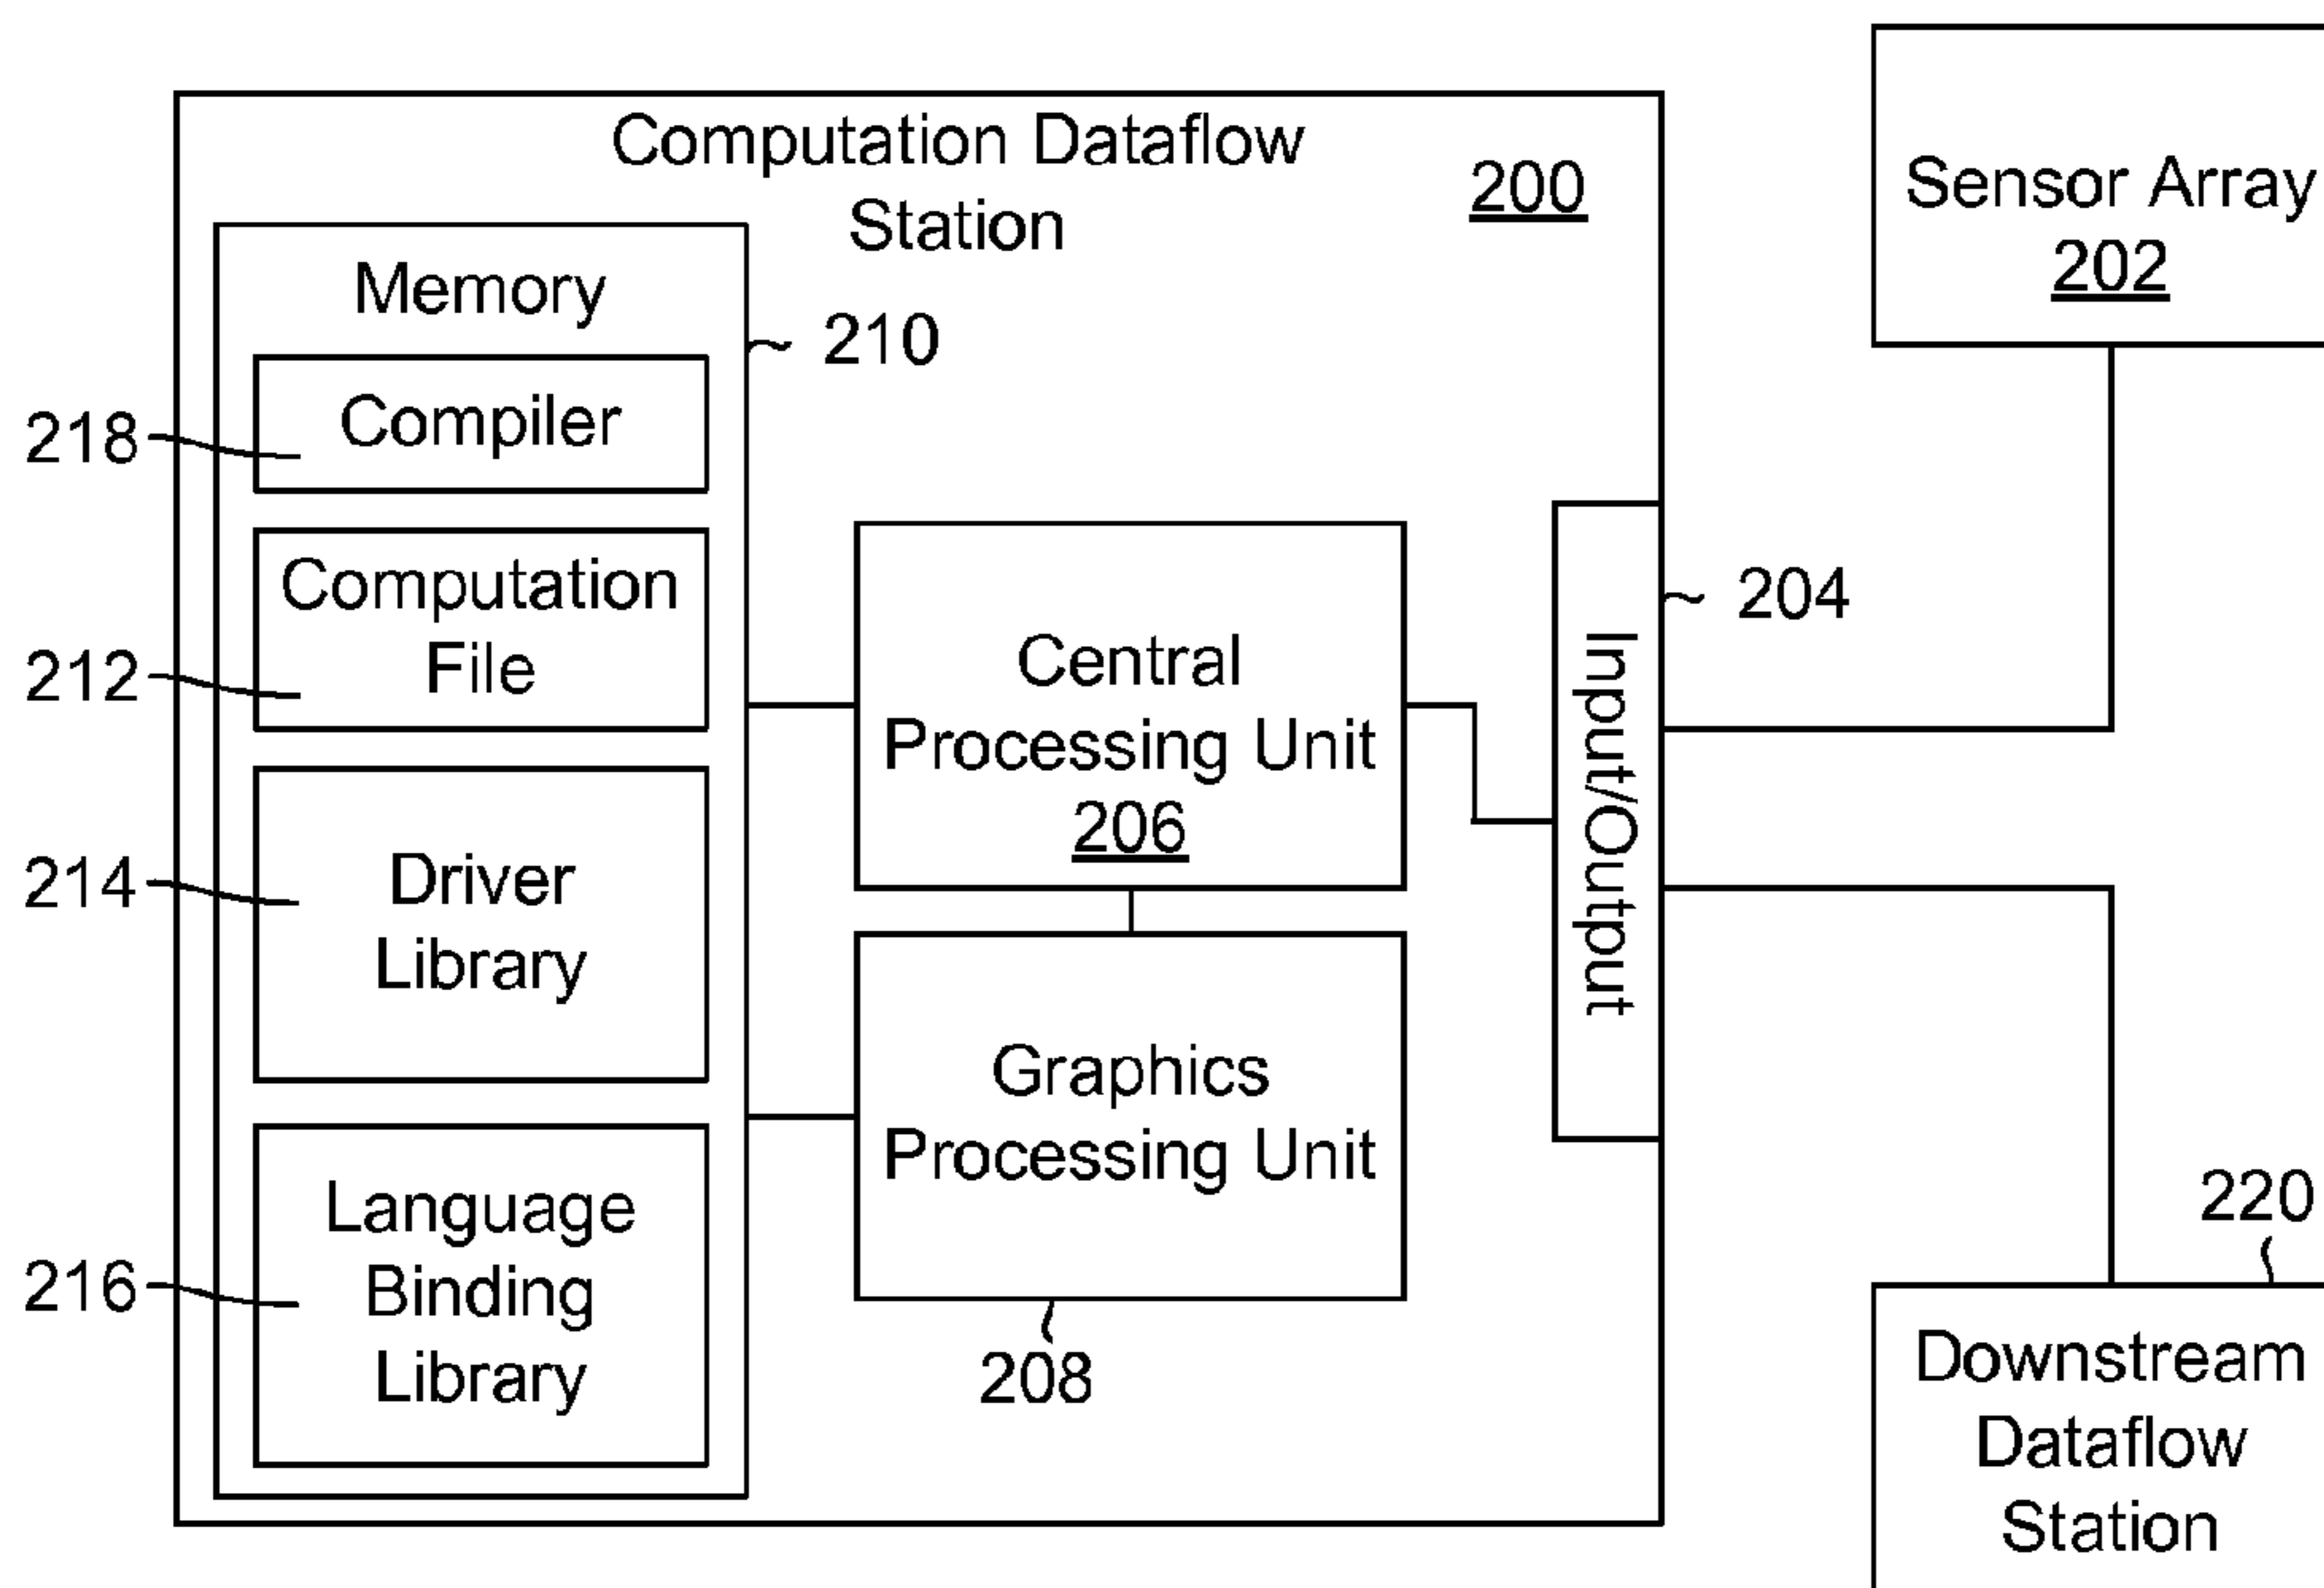 Computation Dataflow
Station
200
Memory
210
Compiler
218
Computation
File
212
Driver
Library
214
Language
Binding
Library
216
Central
Processing Unit
206
Graphics
Processing Unit
208
Input/Output
204
Sensor Array
202
220
Downstream
Dataflow
Station